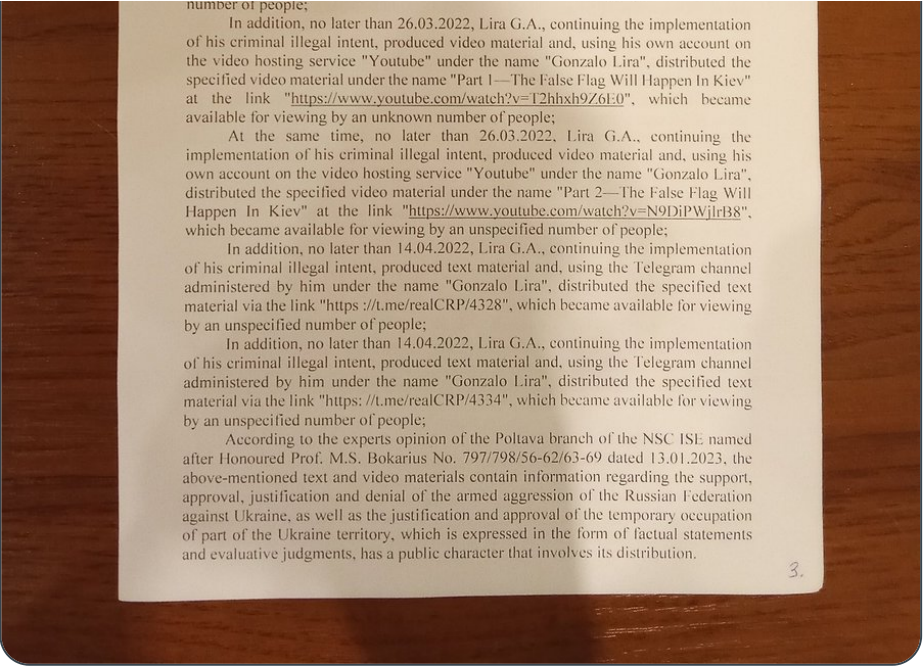 number of people;
In addition, no later than 26.03.2022, Lira G.A., continuing the implementation
of his criminal illegal intent, produced video material and, using his own account on
the video hosting service "Youtube" under the name "Gonzalo Lira", distributed the
specified video material under the name "Part 1—The False Flag Will Happen In Kiev"
at the link "https://www.youtube.com/watch?v=T2hhxh9Z6E0", which became
available for viewing by an unknown number of people;
At the same time, no later than 26.03.2022, Lira G.A., continuing the
implementation of his criminal illegal intent, produced video material and, using his
own account on the video hosting service "Youtube" under the name "Gonzalo Lira",
distributed the specified video material under the name "Part 2—The False Flag Will
Happen In Kiev" at the link "https://www.youtube.com/watch?v=N9DiPWjlrB8",
which became available for viewing by an unspecified number of people;
In addition, no later than 14.04.2022, Lira G.A., continuing the implementation
of his criminal illegal intent, produced text material and, using the Telegram channel
administered by him under the name "Gonzalo Lira", distributed the specified text
material via the link "https ://t.me/realCRP/4328", which became available for viewing
by an unspecified number of people;
In addition, no later than 14.04.2022, Lira G.A., continuing the implementation
of his criminal illegal intent, produced text material and, using the Telegram channel
administered by him under the name "Gonzalo Lira", distributed the specified text
material via the link "https: //t.me/realCRP/4334", which became available for viewing
by an unspecified number of people;
According to the experts opinion of the Poltava branch of the NSC ISE named
after Honoured Prof. M.S. Bokarius No. 797/798/56-62/63-69 dated 13.01.2023, the
above-mentioned text and video materials contain information regarding the support,
approval, justification and denial of the armed aggression of the Russian Federation
against Ukraine, as well as the justification and approval of the temporary occupation
of part of the Ukraine territory, which is expressed in the form of factual statements
and evaluative judgments, has a public character that involves its distribution.
3.